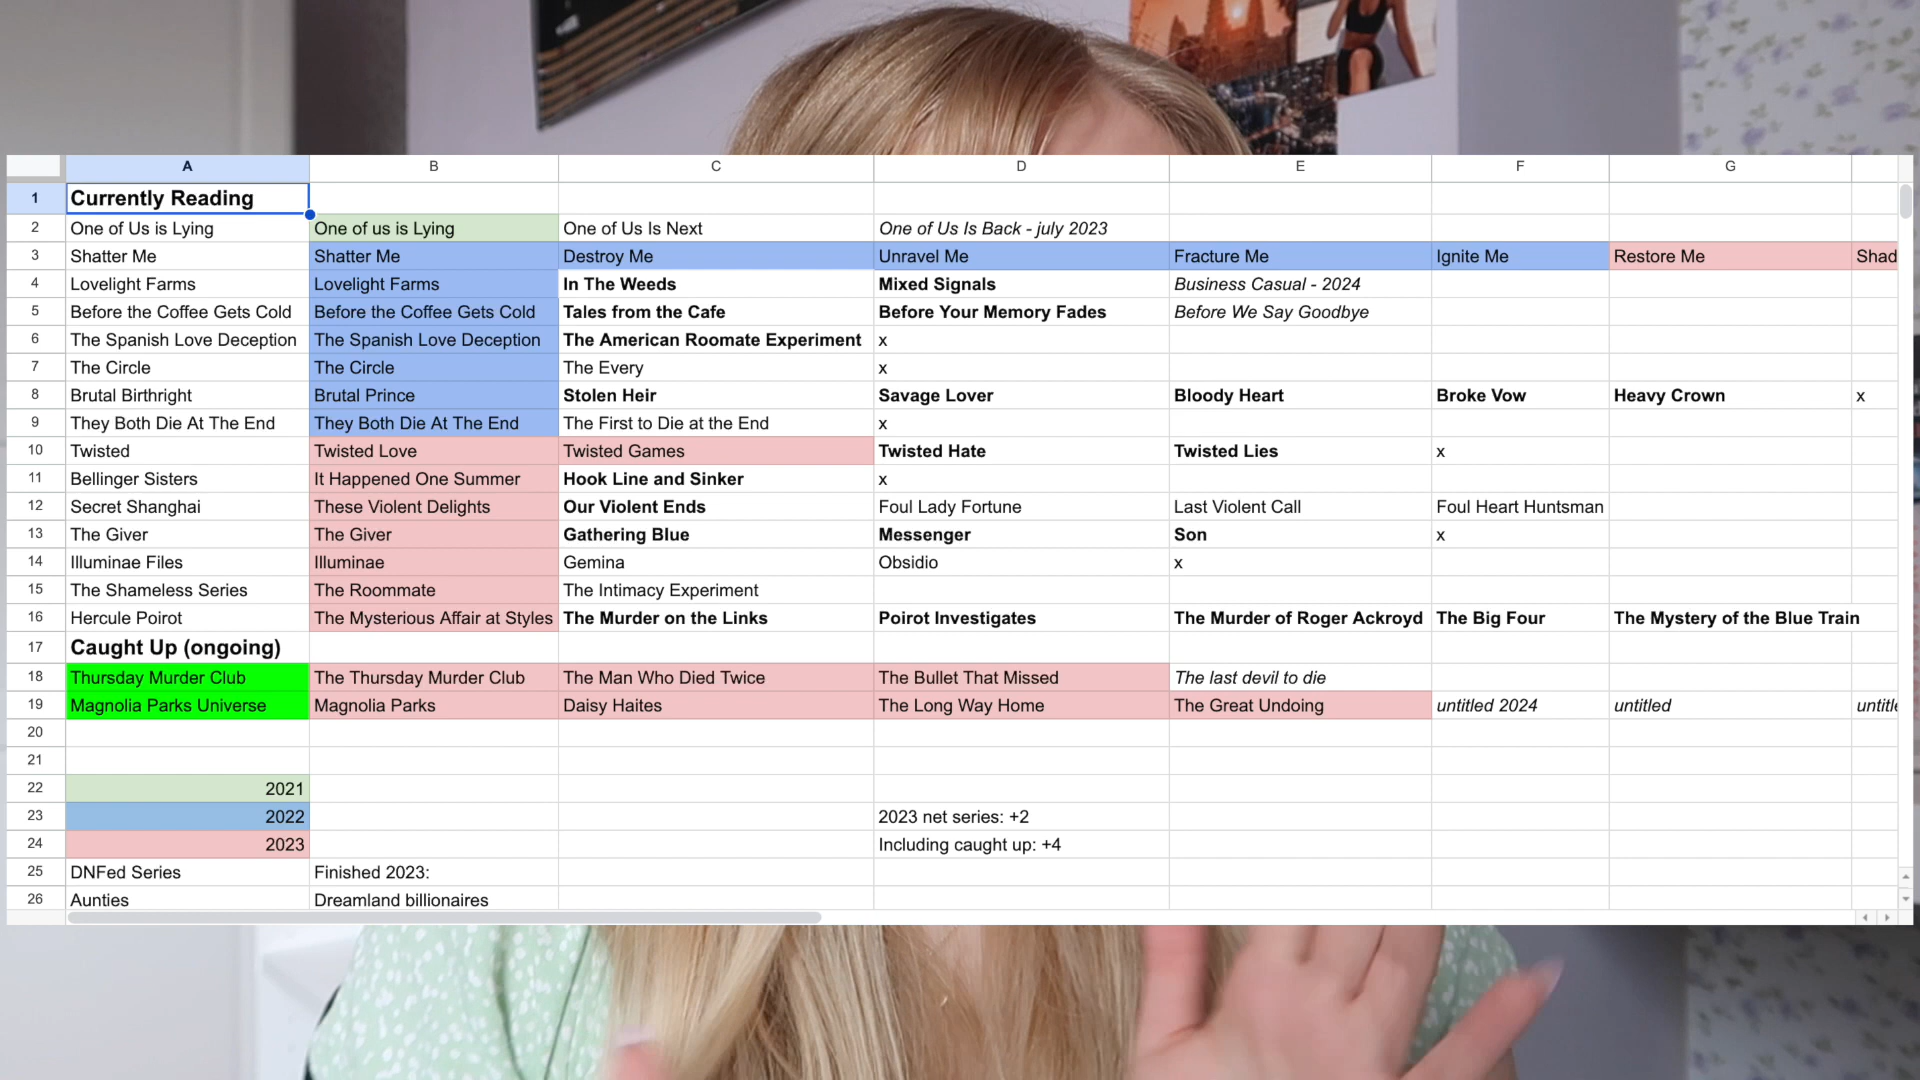 A B C D E F G
1 Currently Reading
2 One of Us is Lying One of us is Lying One of Us Is Next One of Us Is Back - july 2023
3 Shatter Me Shatter Me Destroy Me Unravel Me Fracture Me Ignite Me Restore Me Shad
4 Lovelight Farms Lovelight Farms In The Weeds Mixed Signals Business Casual - 2024
5 Before the Coffee Gets Cold Before the Coffee Gets Cold Tales from the Cafe Before Your Memory Fades Before We Say Goodbye
6 The Spanish Love Deception The Spanish Love Deception The American Roomate Experiment x
7 The Circle The Circle The Every x
8 Brutal Birthright Brutal Prince Stolen Heir Savage Lover Bloody Heart Broke Vow Heavy Crown x
9 They Both Die At The End They Both Die At The End The First to Die at the End x
10 Twisted Twisted Love Twisted Games Twisted Hate Twisted Lies x
11 Bellinger Sisters It Happened One Summer Hook Line and Sinker x
12 Secret Shanghai These Violent Delights Our Violent Ends Foul Lady Fortune Last Violent Call Foul Heart Huntsman
13 The Giver The Giver Gathering Blue Messenger Son x
14 Illuminae Files Illuminae Gemina Obsidio x
15 The Shameless Series The Roommate The Intimacy Experiment
16 Hercule Poirot The Mysterious Affair at Styles The Murder on the Links Poirot Investigates The Murder of Roger Ackroyd The Big Four The Mystery of the Blue Train
17 Caught Up (ongoing)
18 Thursday Murder Club The Thursday Murder Club The Man Who Died Twice The Bullet That Missed The last devil to die
19 Magnolia Parks Universe Magnolia Parks Daisy Haites The Long Way Home The Great Undoing untitled 2024 untitled
20
21
22 2021
23 2022 2023 net series: +2
24 2023 Including caught up: +4
25 DNFed Series Finished 2023:
26 Aunties Dreamland billionaires